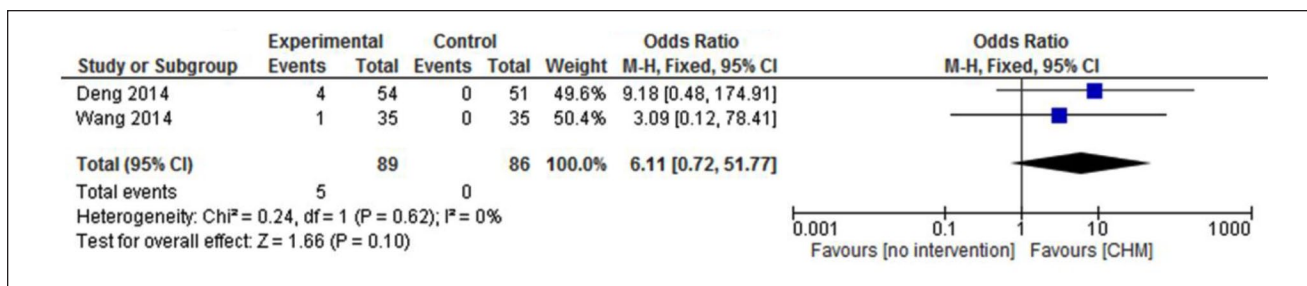 Experimental Control Odds Ratio Odds Ratio
Study or Subgroup Events Total Events Total Weight M-H, Fixed, 95% CI M-H, Fixed, 95% CI
Deng 2014 4 54 0 51 49.6% 9.18 [0.48, 174.91]
Wang 2014 1 35 0 35 50.4% 3.09 [0.12, 78.41]
Total (95% CI) 89 86 100.0% 6.11 [0.72, 51.77]
Total events 5 0
Heterogeneity: Chi² = 0.24, df = 1 (P = 0.62); I² = 0%
Test for overall effect: Z = 1.66 (P = 0.10)
0.001 0.1 1 10 1000
Favours [no intervention] Favours [CHM]